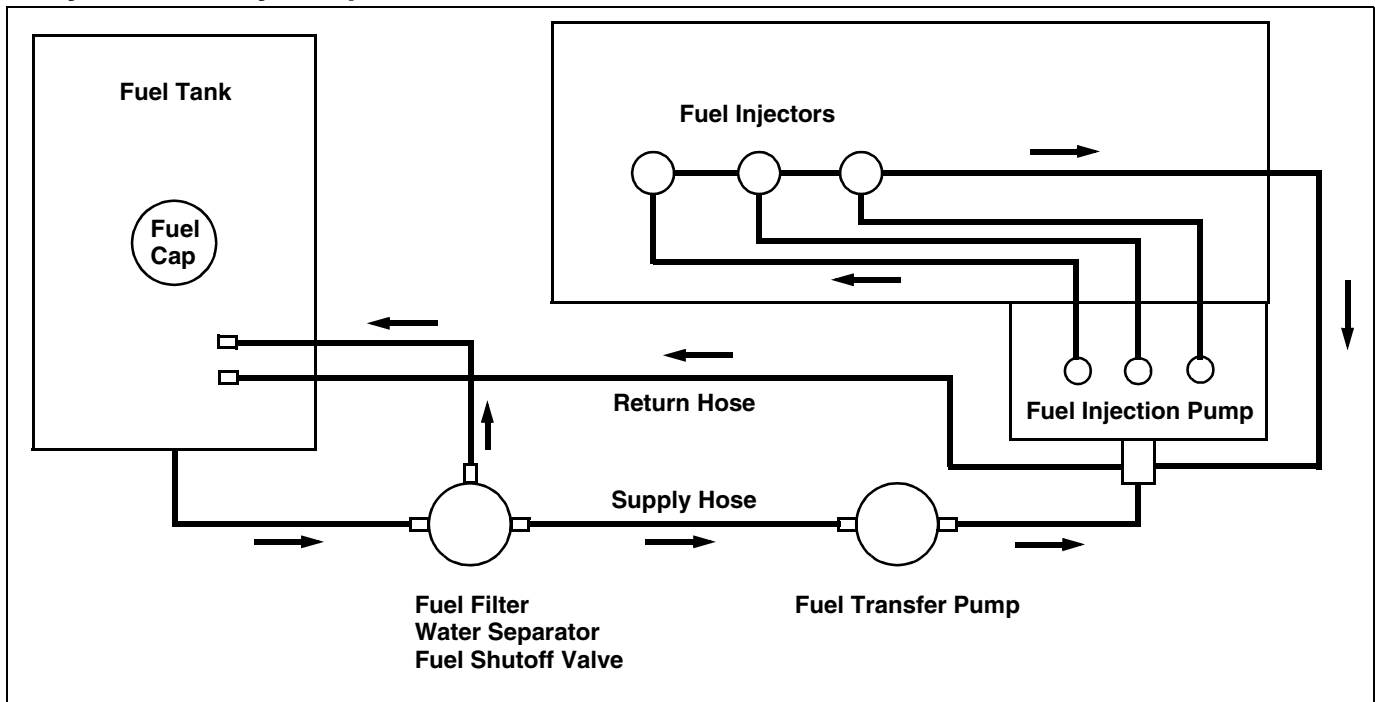 Fuel Tank
Fuel Injectors
Fuel
Cap
Return Hose
Fuel Injection Pump
Supply Hose
Fuel Filter
Water Separator
Fuel Shutoff Valve
Fuel Transfer Pump